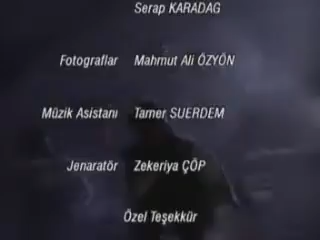 Serap KARADAG
Fotograflar Mahmut Ali ÖZYÖN
Müzik Asistanı Tamer SUERDEM
Jenaratör Zekeriya ÇÖP
Özel Teşekkür